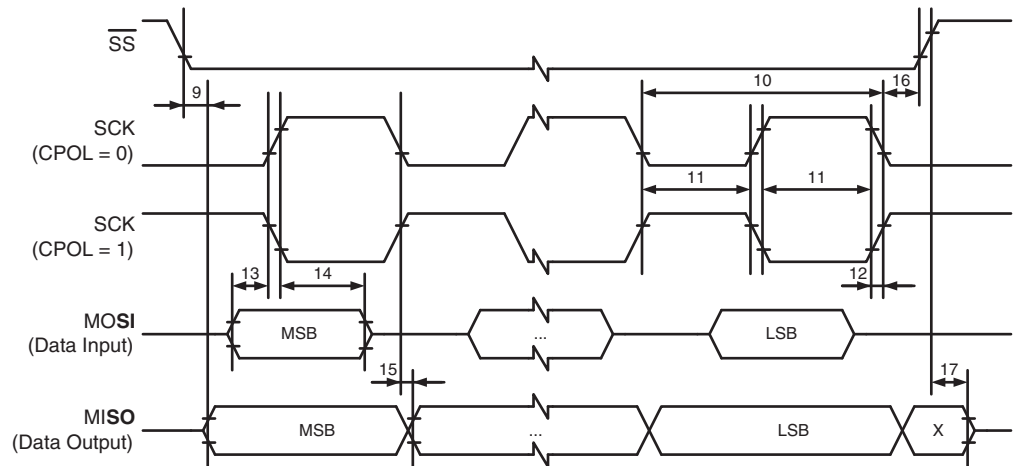 SS
9
10
16
SCK
(CPOL = 0)
11
11
SCK
(CPOL = 1)
13
14
12
MOSI
(Data Input)
MSB
...
LSB
15
17
MISO
(Data Output)
MSB
...
LSB
X